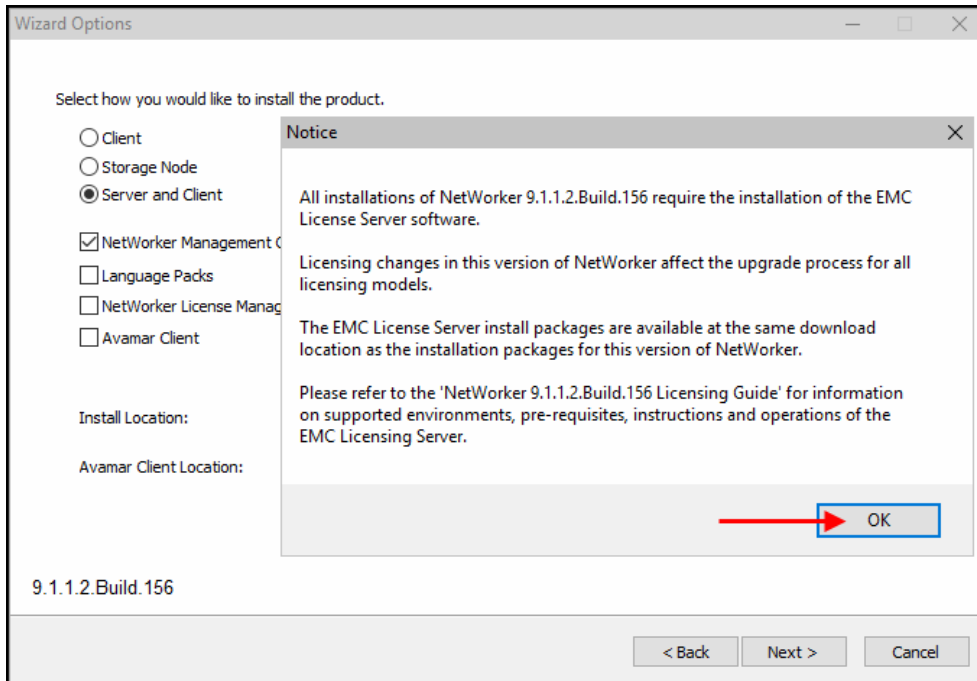 Wizard Options
Select how you would like to install the product.
Client
Storage Node
Server and Client
NetWorker Management C
Language Packs
NetWorker License Manag
Avamar Client
Install Location:
Avamar Client Location:
9.1.1.2.Build.156
Notice
All installations of NetWorker 9.1.1.2.Build.156 require the installation of the EMC
License Server software.
Licensing changes in this version of NetWorker affect the upgrade process for all
licensing models.
The EMC License Server install packages are available at the same download
location as the installation packages for this version of NetWorker.
Please refer to the 'NetWorker 9.1.1.2.Build.156 Licensing Guide' for information
on supported environments, pre-requisites, instructions and operations of the
EMC Licensing Server.
OK
< Back
Next >
Cancel